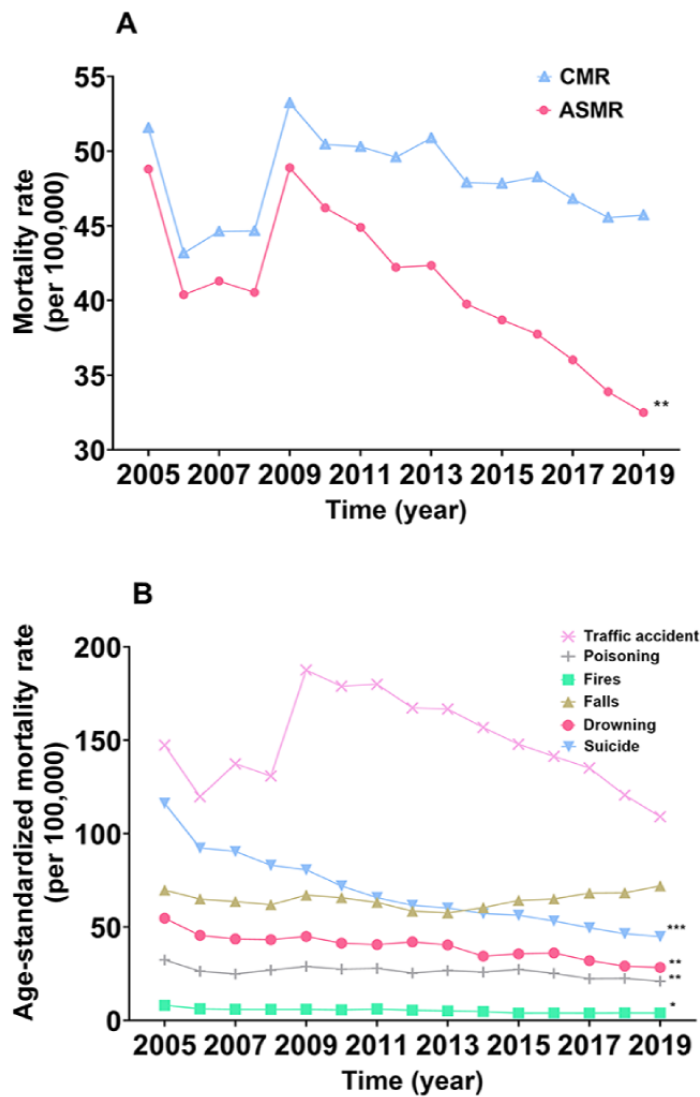 A
55
50
45
40
35
30
Mortality rate
(per 100,000)
CMR
ASMR
**
2005 2007 2009 2011 2013 2015 2017 2019
Time (year)
B
200
150
100
50
0
Age-standardized mortality rate
(per 100,000)
Traffic accident
Poisoning
Fires
Falls
Drowning
Suicide
***
**
**
*
2005 2007 2009 2011 2013 2015 2017 2019
Time (year)